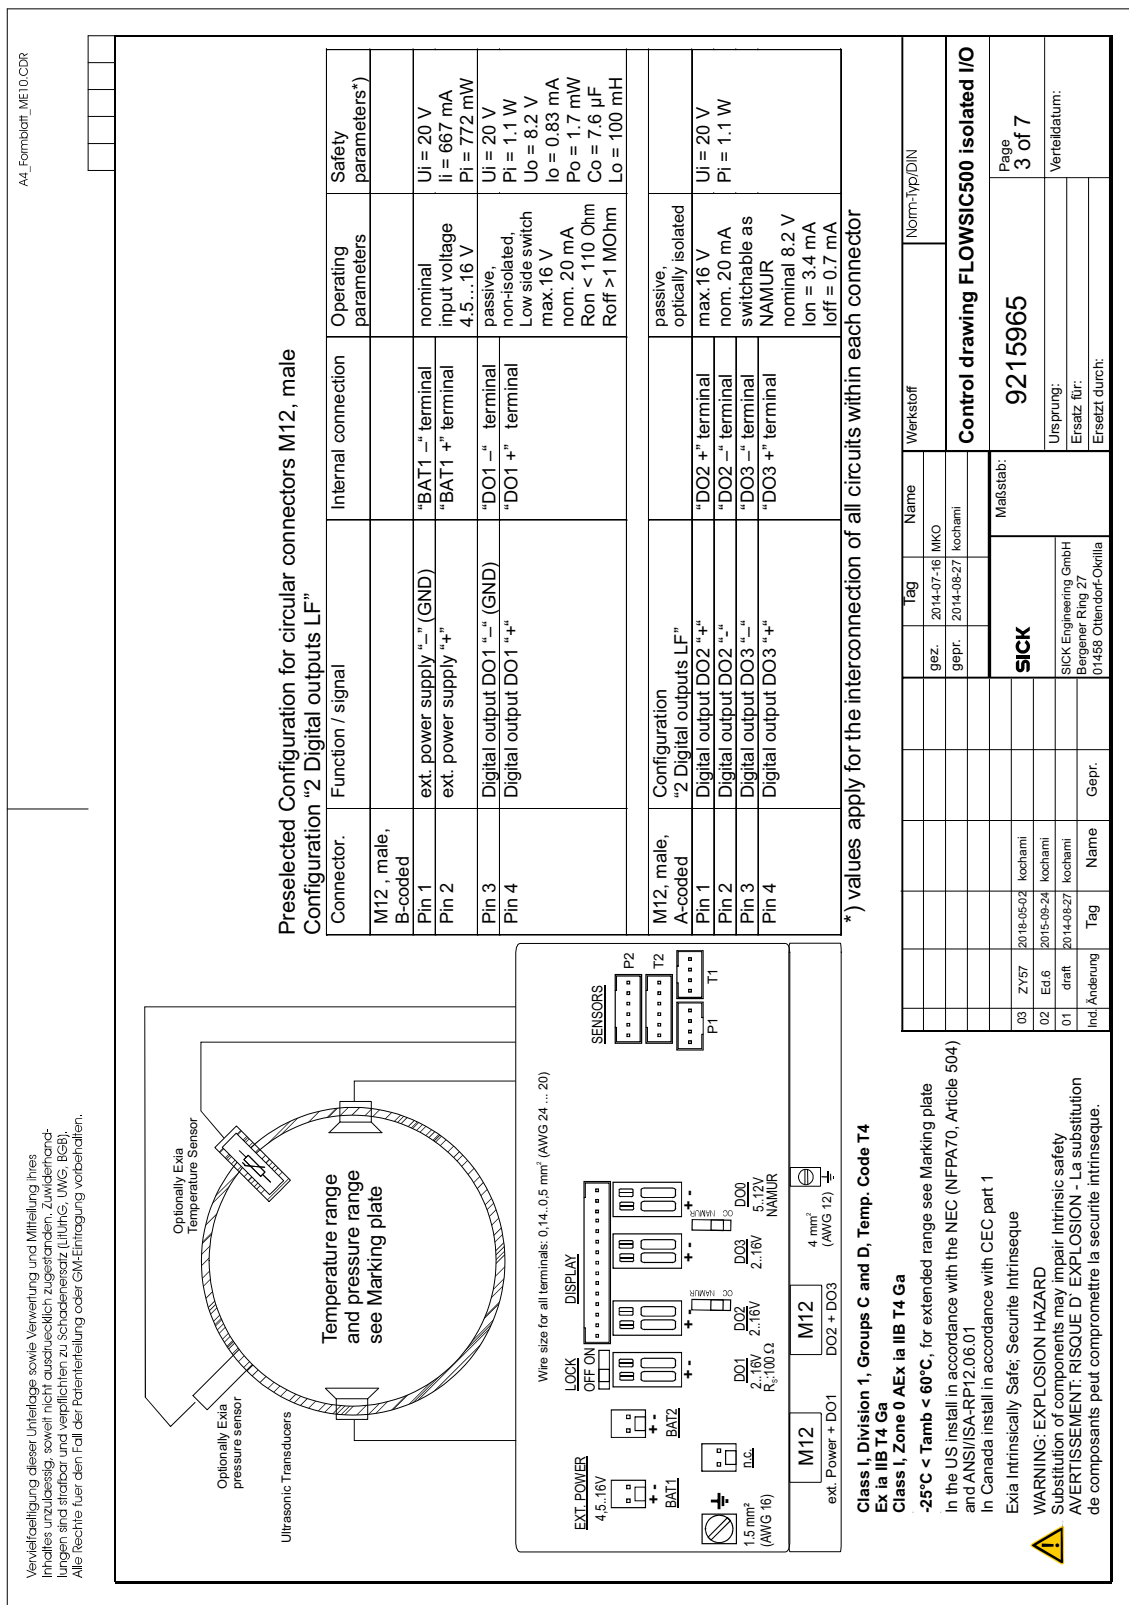 A4_Formblatt_ME10.CDR
Vervielfaeltigung dieser Unterlage sowie Verwertung und Mitteilung ihres
Inhaltes unzulaessig, soweit nicht ausdruecklich zugestanden. Zuwiderhand-
lungen sind strafbar und verpflichten zu Schadenersatz (LitUrhG, UWG, BGB).
Alle Rechte fuer den Fall der Patenterteilung oder GM-Eintragung vorbehalten.
Optionally Exia
Temperature Sensor
Optionally Exia
pressure sensor
Ultrasonic Transducers
Temperature range
and pressure range
see Marking plate
Wire size for all terminals: 0,14..0,5 mm² (AWG 24 ... 20)
EXT. POWER
4,5..16V
LOCK
OFF ON
DISPLAY
SENSORS
P2
T2
P1
T1
+ -
BAT1
+ -
BAT2
+ -
DO1
2..16V
Rs:100 Ω
+ -
DO2
2..16V
OC NAMUR
+ -
DO3
2..16V
OC NAMUR
+ -
DO0
5..12V
NAMUR
1.5 mm²
(AWG 16)
n.c.
M12
ext. Power + DO1
M12
DO2 + DO3
4 mm²
(AWG 12)
Preselected Configuration for circular connectors M12, male
Configuration “2 Digital outputs LF”
Connector. Function / signal Internal connection Operating parameters Safety parameters*)
M12 , male,
B-coded
Pin 1 ext. power supply “–” (GND) “BAT1 –“ terminal
Pin 2 ext. power supply “+” “BAT1 +” terminal
nominal
input voltage
4.5...16 V
Ui = 20 V
Ii = 667 mA
Pi = 772 mW
Pin 3 Digital output DO1 “–“ (GND) “DO1 –“ terminal
Pin 4 Digital output DO1 “+“ “DO1 +” terminal
passive,
non-isolated,
Low side switch
max.16 V
nom. 20 mA
Ron < 110 Ohm
Roff >1 MOhm
Ui = 20 V
Pi = 1.1 W
Uo = 8.2 V
Io = 0.83 mA
Po = 1.7 mW
Co = 7.6 µF
Lo = 100 mH
M12, male,
A-coded
Configuration
“2 Digital outputs LF”
passive,
optically isolated
Pin 1 Digital output DO2 “+“ “DO2 +” terminal
Pin 2 Digital output DO2 “-“ “DO2 –“ terminal
Pin 3 Digital output DO3 “–“ “DO3 –“ terminal
Pin 4 Digital output DO3 “+“ “DO3 +” terminal
max.16 V
nom. 20 mA
switchable as
NAMUR
nominal 8.2 V
Ion = 3.4 mA
Ioff = 0.7 mA
Ui = 20 V
Pi = 1.1 W
*) values apply for the interconnection of all circuits within each connector
Class I, Division 1, Groups C and D, Temp. Code T4
Ex ia IIB T4 Ga
Class I, Zone 0 AEx ia IIB T4 Ga
-25°C < Tamb < 60°C, for extended range see Marking plate
In the US install in accordance with the NEC (NFPA70, Article 504)
and ANSI/ISA-RP12.06.01
In Canada install in accordance with CEC part 1
Exia Intrinsically Safe; Securite Intrinseque
WARNING: EXPLOSION HAZARD
Substitution of components may impair Intrinsic safety
AVERTISSEMENT: RISQUE D` EXPLOSION - La substitution
de composants peut compromettre la securite intrinseque.
03 ZY57 2018-05-02 kochami
02 Ed.6 2015-09-24 kochami
01 draft 2014-08-27 kochami
Ind. Änderung Tag Name Gepr.
Tag Name
gez. 2014-07-16 MKO
gepr. 2014-08-27 kochami
SICK
Maßstab:
SICK Engineering GmbH
Bergener Ring 27
01458 Ottendorf-Okrilla
Werkstoff
Norm-Typ/DIN
Control drawing FLOWSIC500 isolated I/O
9215965
Page
3 of 7
Ursprung:
Ersatz für:
Ersetzt durch:
Verteildatum: